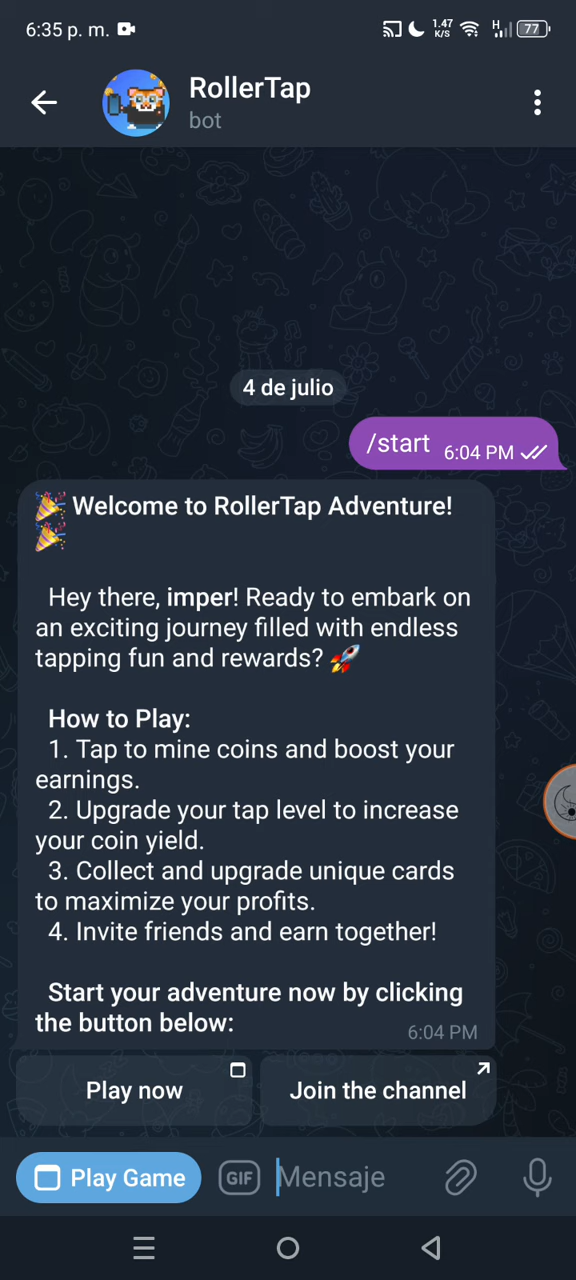 6:35 p. m.
1.47
K/S
H
77
RollerTap
bot
4 de julio
/start 6:04 PM
🎉 Welcome to RollerTap Adventure!
🎉
Hey there, imper! Ready to embark on
an exciting journey filled with endless
tapping fun and rewards? 🚀
How to Play:
1. Tap to mine coins and boost your
earnings.
2. Upgrade your tap level to increase
your coin yield.
3. Collect and upgrade unique cards
to maximize your profits.
4. Invite friends and earn together!
Start your adventure now by clicking
the button below:
6:04 PM
Play now
Join the channel
Play Game
GIF
Mensaje